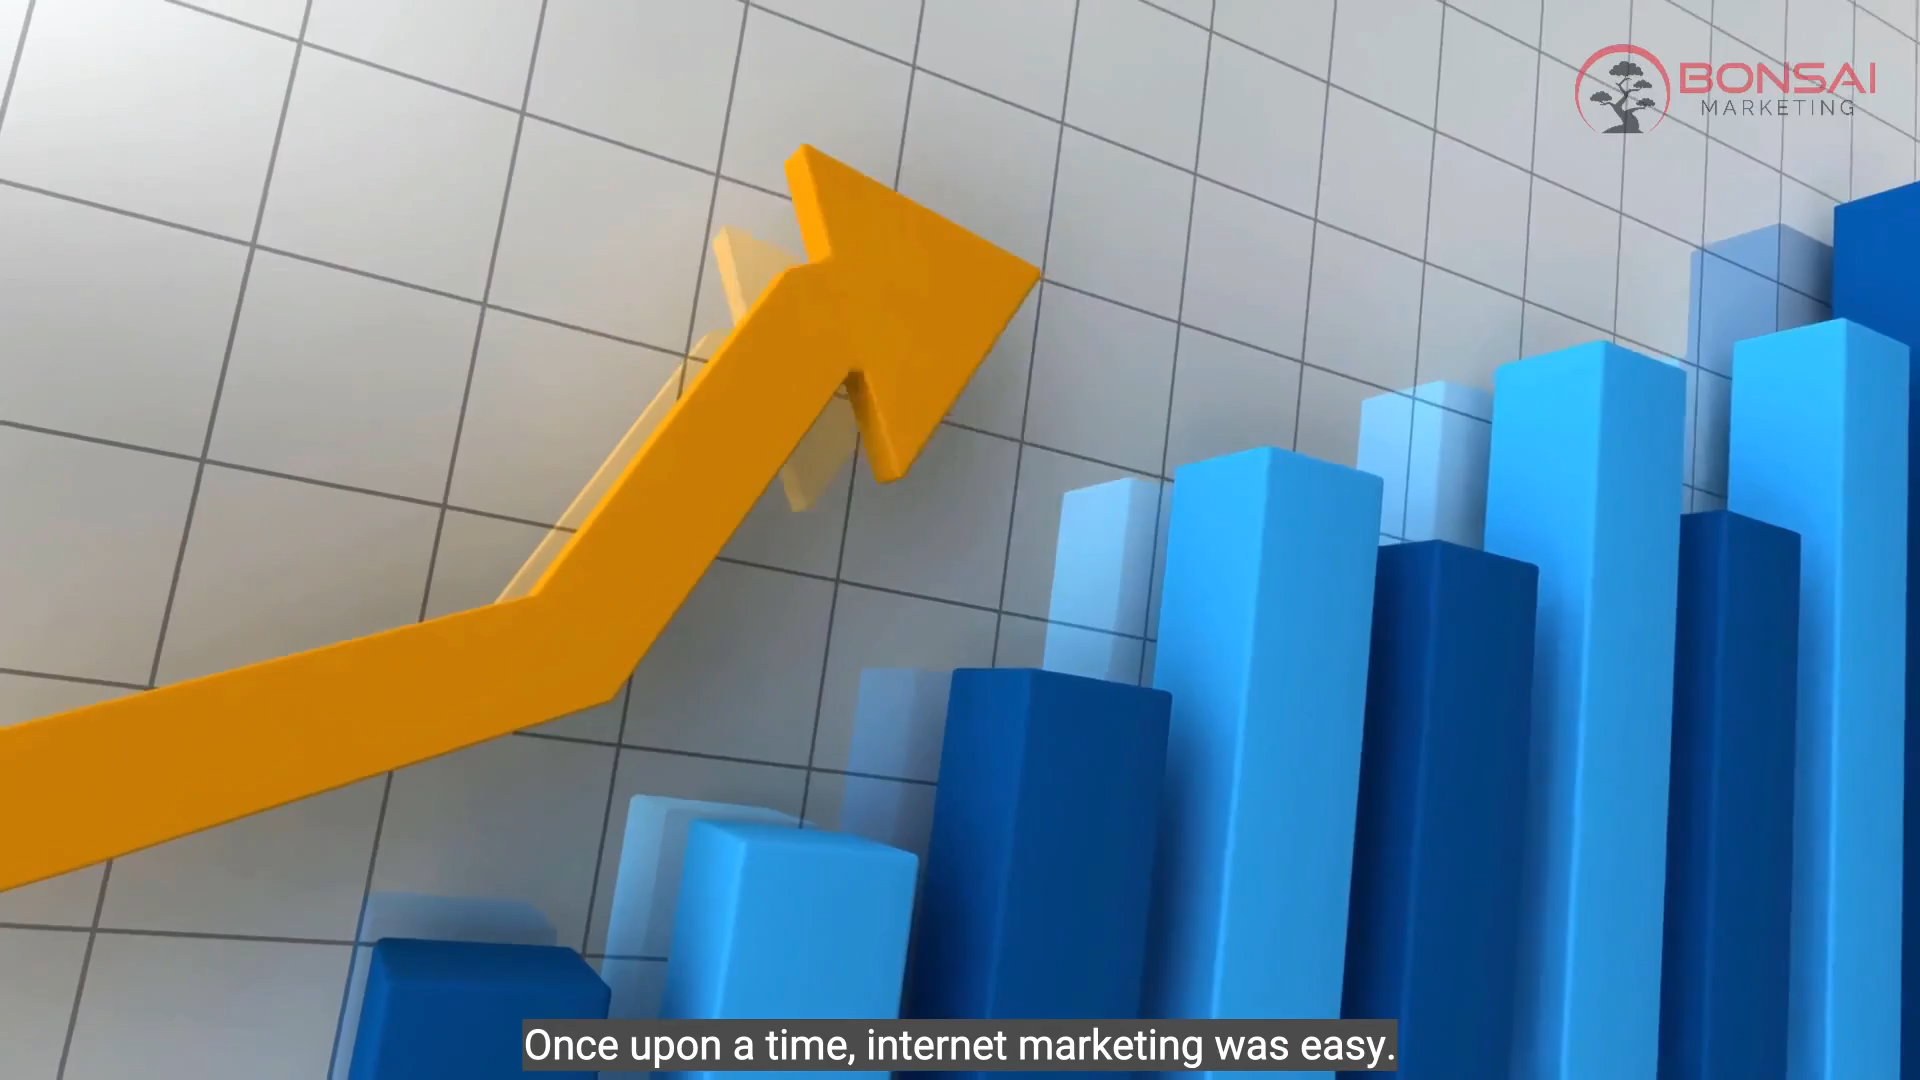 BONSAI
MARKETING
Once upon a time, internet marketing was easy.